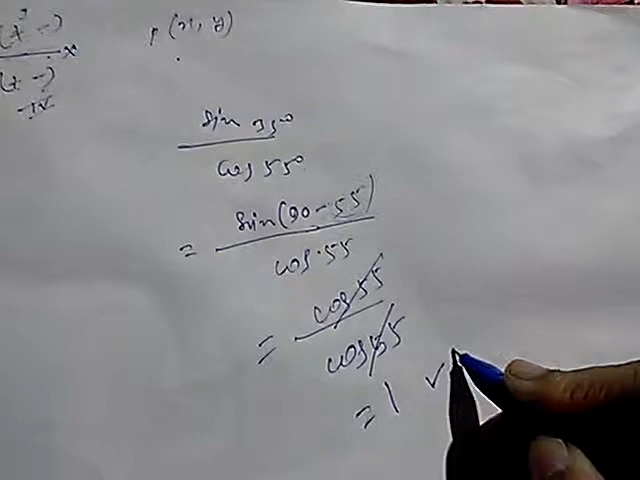 P(x, y)
sin 35°
cos 55°
= sin(90-55)
cos 55
= cos 55
cos 55
= 1 ✓